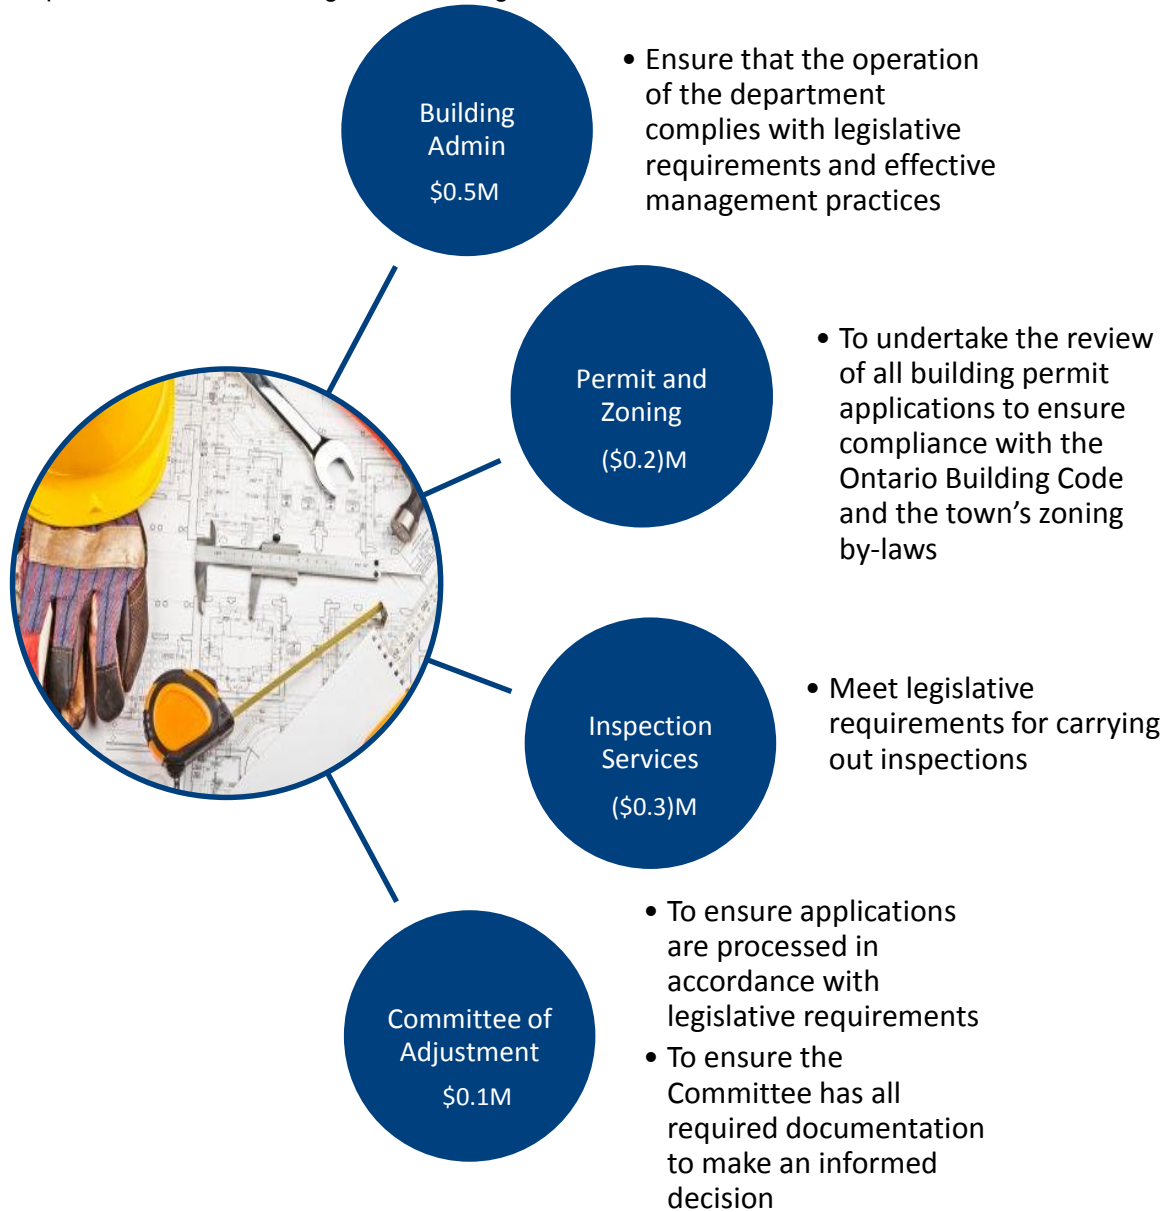 Building
Admin
$0.5M
• Ensure that the operation
of the department
complies with legislative
requirements and effective
management practices
Permit and
Zoning
($0.2)M
• To undertake the review
of all building permit
applications to ensure
compliance with the
Ontario Building Code
and the town’s zoning
by-laws
Inspection
Services
($0.3)M
• Meet legislative
requirements for carrying
out inspections
Committee of
Adjustment
$0.1M
• To ensure applications
are processed in
accordance with
legislative requirements
• To ensure the
Committee has all
required documentation
to make an informed
decision